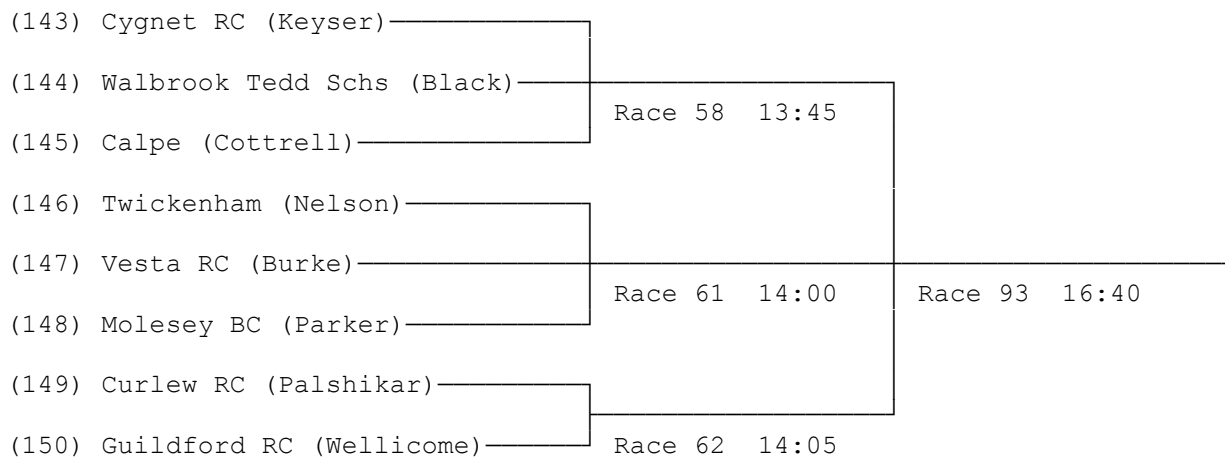 (143) Cygnet RC (Keyser)
(144) Walbrook Tedd Schs (Black)
Race 58 13:45
(145) Calpe (Cottrell)
(146) Twickenham (Nelson)
(147) Vesta RC (Burke)
Race 61 14:00 Race 93 16:40
(148) Molesey BC (Parker)
(149) Curlew RC (Palshikar)
(150) Guildford RC (Wellicome) Race 62 14:05